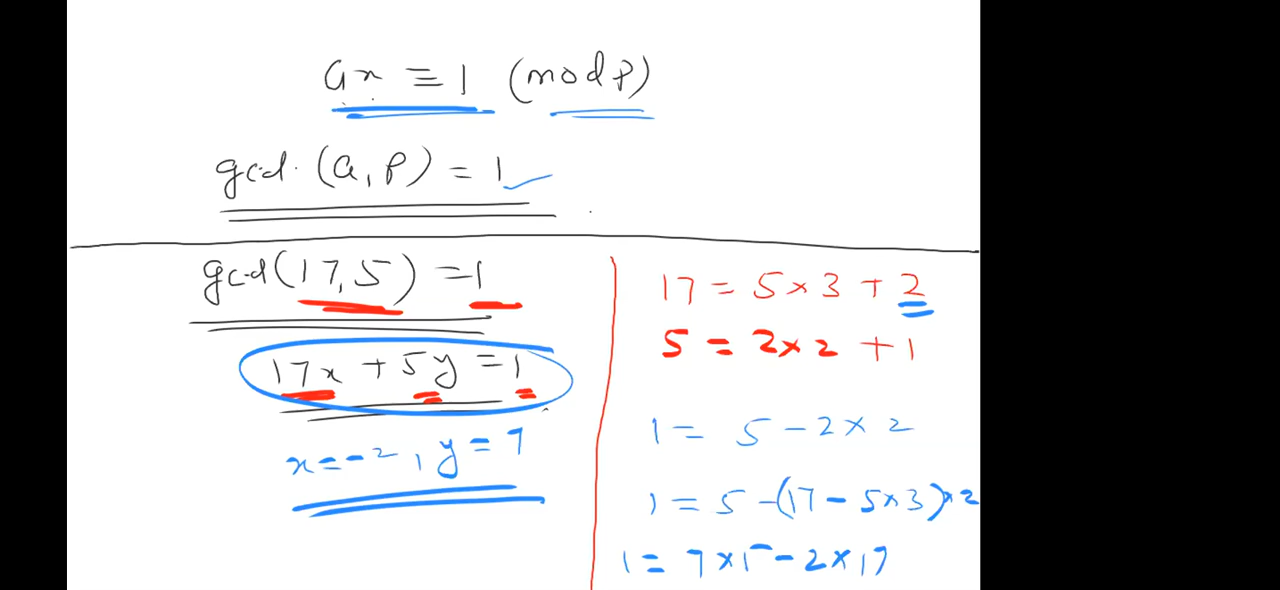 ax ≡ 1 (mod p)
gcd. (a, p) = 1
gcd(17, 5) = 1
17x + 5y = 1
x = -2, y = 7
17 = 5 × 3 + 2
5 = 2 × 2 + 1
1 = 5 - 2 × 2
1 = 5 - (17 - 5 × 3) × 2
1 = 7 × 5 - 2 × 17